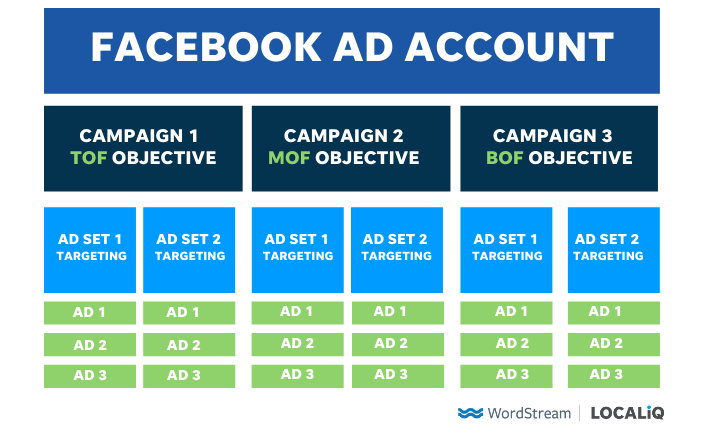 FACEBOOK AD ACCOUNT
CAMPAIGN 1
TOF OBJECTIVE
CAMPAIGN 2
MOF OBJECTIVE
CAMPAIGN 3
BOF OBJECTIVE
AD SET 1
TARGETING
AD SET 2
TARGETING
AD SET 1
TARGETING
AD SET 2
TARGETING
AD SET 1
TARGETING
AD SET 2
TARGETING
AD 1
AD 1
AD 1
AD 1
AD 1
AD 1
AD 2
AD 2
AD 2
AD 2
AD 2
AD 2
AD 3
AD 3
AD 3
AD 3
AD 3
AD 3
WordStream
LOCALiQ